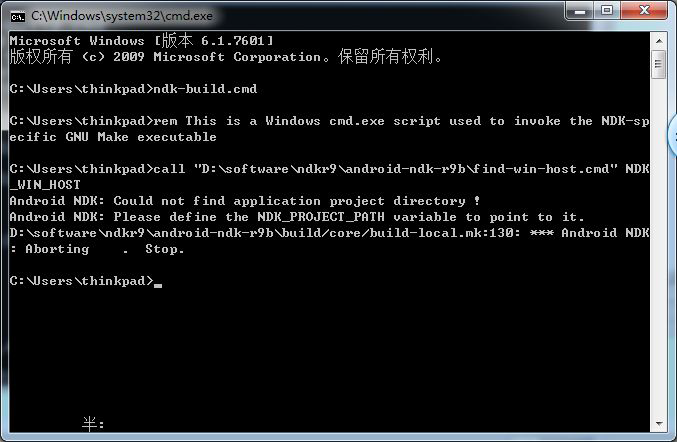 C:\Windows\system32\cmd.exe
Microsoft Windows [版本 6.1.7601]
版权所有 (c) 2009 Microsoft Corporation。保留所有权利。
C:\Users\thinkpad>ndk-build.cmd
C:\Users\thinkpad>rem This is a Windows cmd.exe script used to invoke the NDK-sp
ecific GNU Make executable
C:\Users\thinkpad>call "D:\software\ndkr9\android-ndk-r9b\find-win-host.cmd" NDK
_WIN_HOST
Android NDK: Could not find application project directory !
Android NDK: Please define the NDK_PROJECT_PATH variable to point to it.
D:\software\ndkr9\android-ndk-r9b\build/core/build-local.mk:130: *** Android NDK
: Aborting    .  Stop.
C:\Users\thinkpad>_
半: